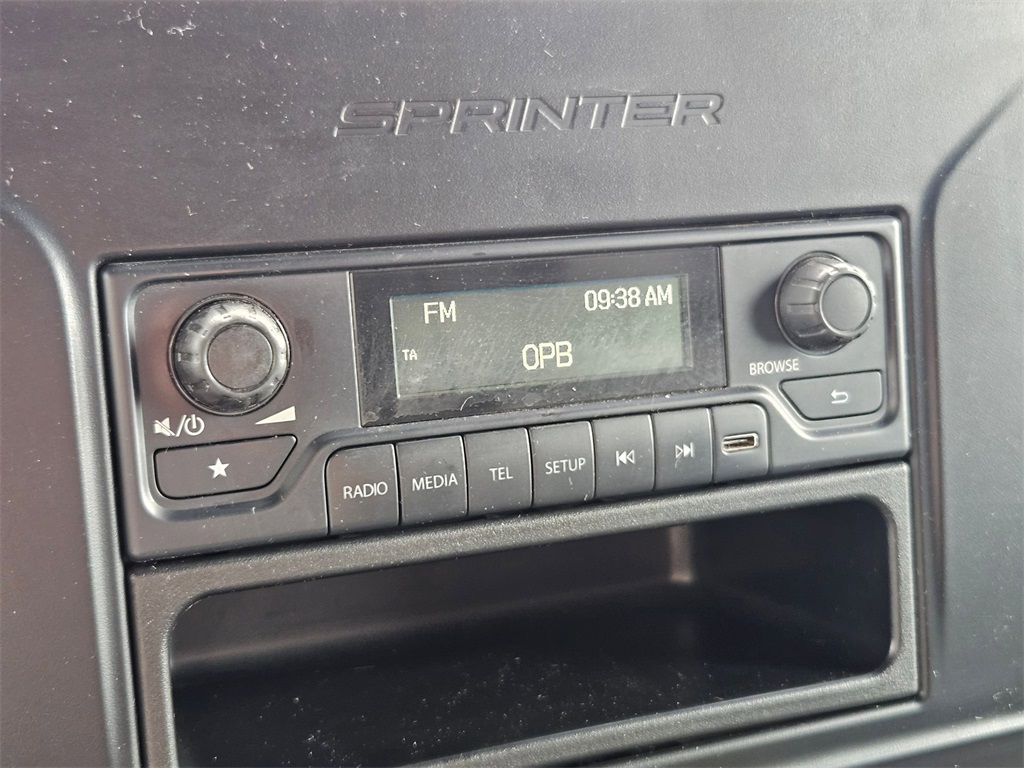 SPRINTER
FM 09:38 AM
TA
OPB
BROWSE
RADIO MEDIA TEL SETUP